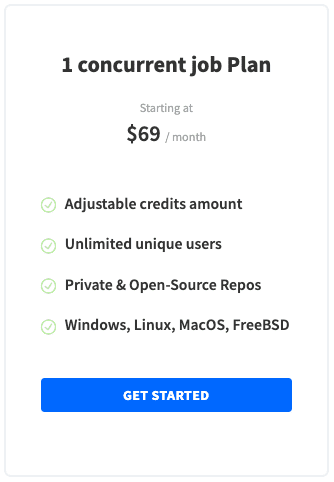 1 concurrent job Plan
Starting at
$69 / month
Adjustable credits amount
Unlimited unique users
Private & Open-Source Repos
Windows, Linux, MacOS, FreeBSD
GET STARTED